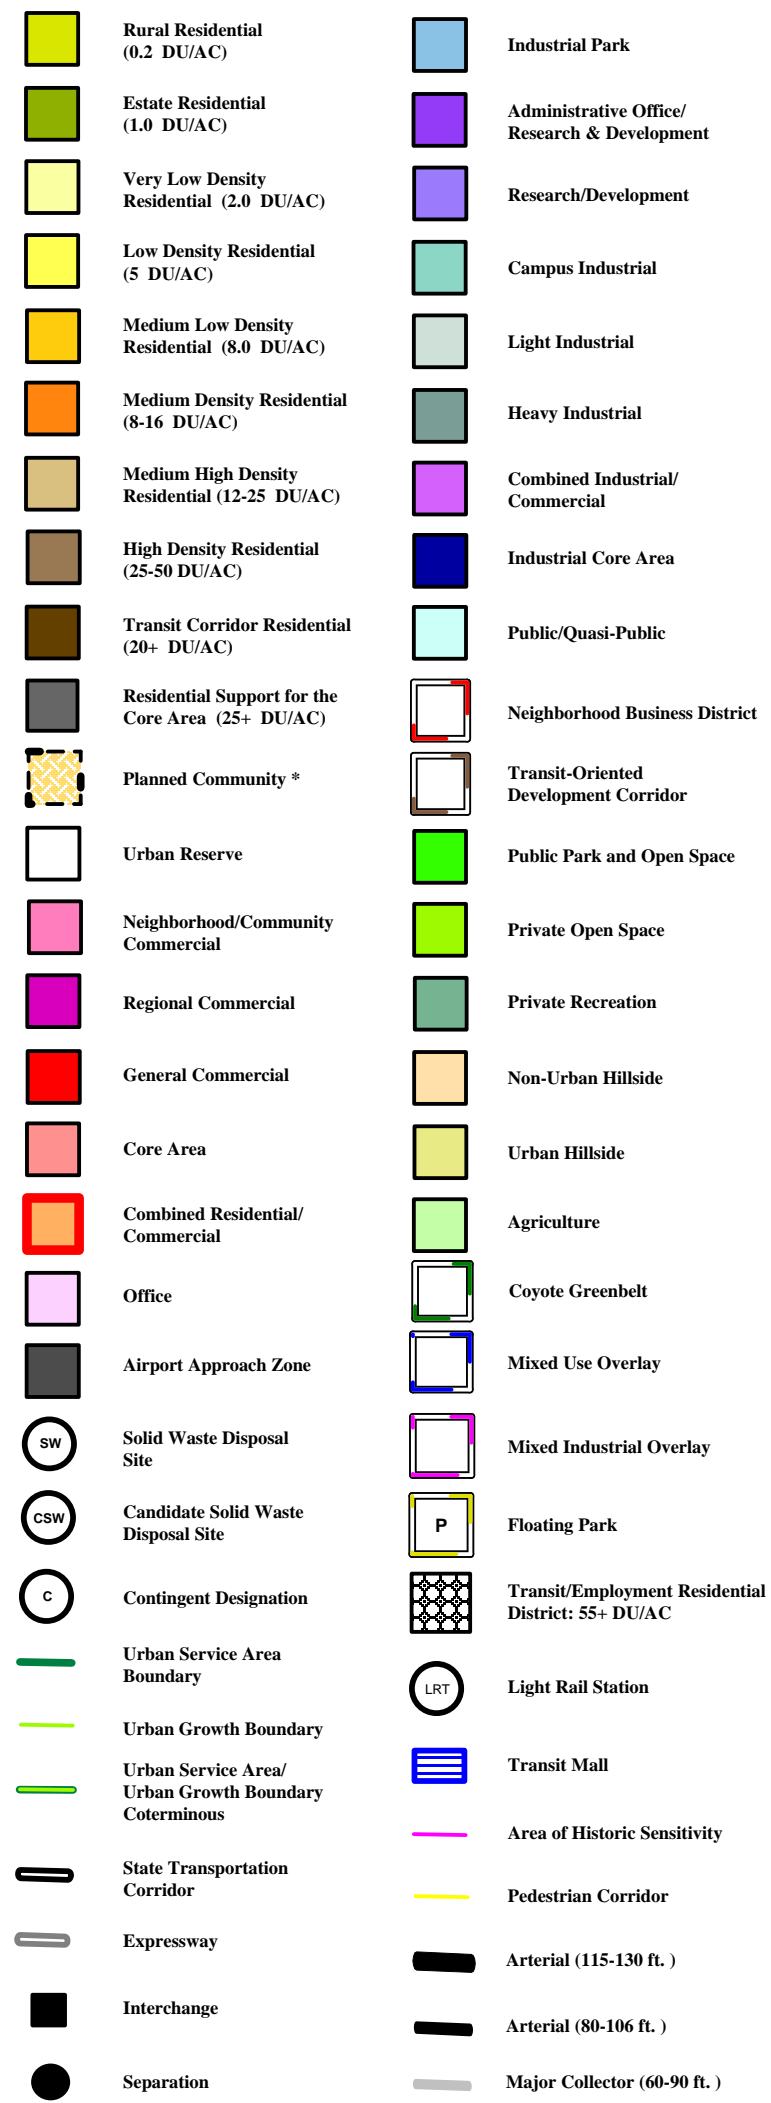 Rural Residential
(0.2 DU/AC)
Estate Residential
(1.0 DU/AC)
Very Low Density
Residential (2.0 DU/AC)
Low Density Residential
(5 DU/AC)
Medium Low Density
Residential (8.0 DU/AC)
Medium Density Residential
(8-16 DU/AC)
Medium High Density
Residential (12-25 DU/AC)
High Density Residential
(25-50 DU/AC)
Transit Corridor Residential
(20+ DU/AC)
Residential Support for the
Core Area (25+ DU/AC)
Planned Community *
Urban Reserve
Neighborhood/Community
Commercial
Regional Commercial
General Commercial
Core Area
Combined Residential/
Commercial
Office
Airport Approach Zone
SW
Solid Waste Disposal
Site
CSW
Candidate Solid Waste
Disposal Site
C
Contingent Designation
Urban Service Area
Boundary
Urban Growth Boundary
Urban Service Area/
Urban Growth Boundary
Coterminous
State Transportation
Corridor
Expressway
Interchange
Separation
Industrial Park
Administrative Office/
Research & Development
Research/Development
Campus Industrial
Light Industrial
Heavy Industrial
Combined Industrial/
Commercial
Industrial Core Area
Public/Quasi-Public
Neighborhood Business District
Transit-Oriented
Development Corridor
Public Park and Open Space
Private Open Space
Private Recreation
Non-Urban Hillside
Urban Hillside
Agriculture
Coyote Greenbelt
Mixed Use Overlay
Mixed Industrial Overlay
P
Floating Park
Transit/Employment Residential
District: 55+ DU/AC
LRT
Light Rail Station
Transit Mall
Area of Historic Sensitivity
Pedestrian Corridor
Arterial (115-130 ft. )
Arterial (80-106 ft. )
Major Collector (60-90 ft. )